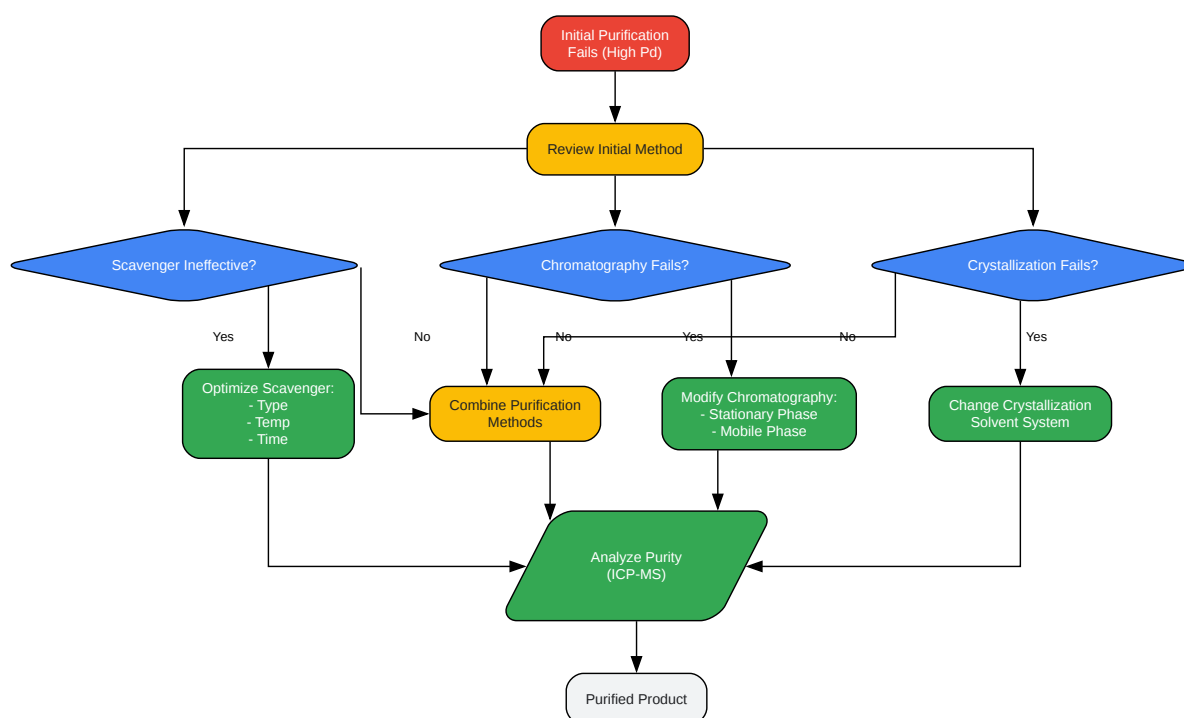 Initial Purification
Fails (High Pd)
Review Initial Method
Scavenger Ineffective?
Chromatography Fails?
Crystallization Fails?
Yes
No
No
Yes
No
Yes
Optimize Scavenger:
- Type
- Temp
- Time
Combine Purification
Methods
Modify Chromatography:
- Stationary Phase
- Mobile Phase
Change Crystallization
Solvent System
Analyze Purity
(ICP-MS)
Purified Product